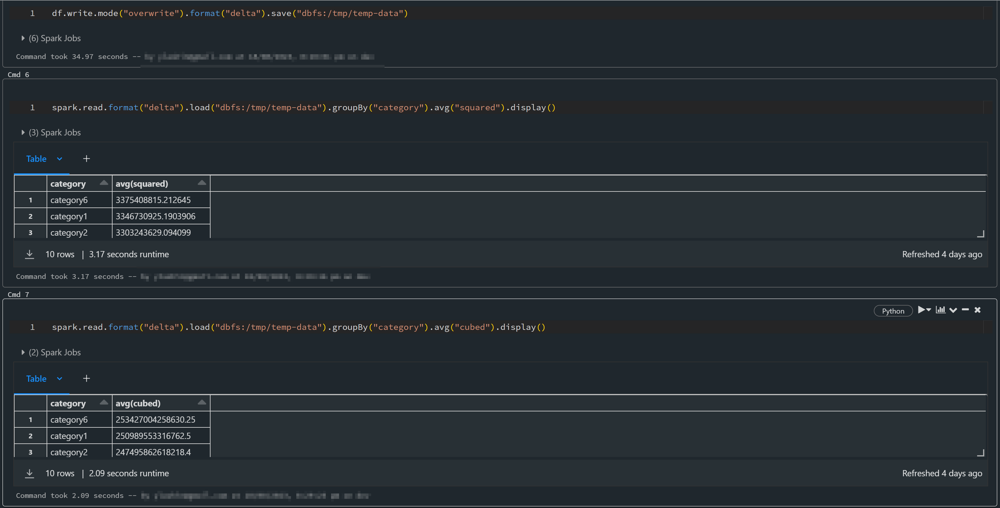 1 df.write.mode("overwrite").format("delta").save("dbfs:/tmp/temp-data")
(6) Spark Jobs
Command took 34.97 seconds --
Cmd 6
1 spark.read.format("delta").load("dbfs:/tmp/temp-data").groupBy("category").avg("squared").display()
(3) Spark Jobs
Table +
category avg(squared)
1 category6 3375408815.212645
2 category1 3346730925.1903906
3 category2 3303243629.094099
10 rows | 3.17 seconds runtime Refreshed 4 days ago
Command took 3.17 seconds --
Cmd 7
Python
1 spark.read.format("delta").load("dbfs:/tmp/temp-data").groupBy("category").avg("cubed").display()
(2) Spark Jobs
Table +
category avg(cubed)
1 category6 253427004258630.25
2 category1 250989553316762.5
3 category2 247495862618218.4
10 rows | 2.09 seconds runtime Refreshed 4 days ago
Command took 2.09 seconds --